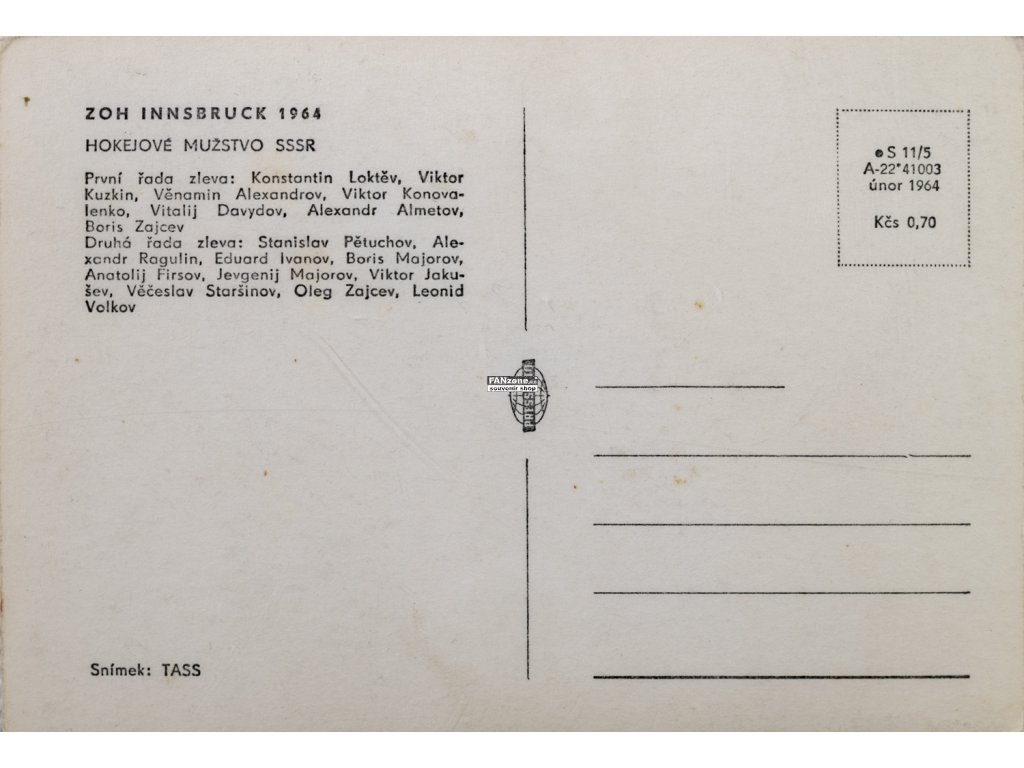 ZOH INNSBRUCK 1964
HOKEJOVÉ MUŽSTVO SSSR
První řada zleva: Konstantin Loktěv, Viktor
Kuzkin, Věnamin Alexandrov, Viktor Konova-
lenko, Vitalij Davydov, Alexandr Almetov,
Boris Zajcev
Druhá řada zleva: Stanislav Pětuchov, Ale-
xandr Ragulin, Eduard Ivanov, Boris Majorov,
Anatolij Firsov, Jevgenij Majorov, Viktor Jaku-
šev, Věčeslav Staršinov, Oleg Zajcev, Leonid
Volkov
Snímek: TASS
S 11/5
A-22*41003
únor 1964
Kčs 0,70
FANzone.cz
souvenir shop